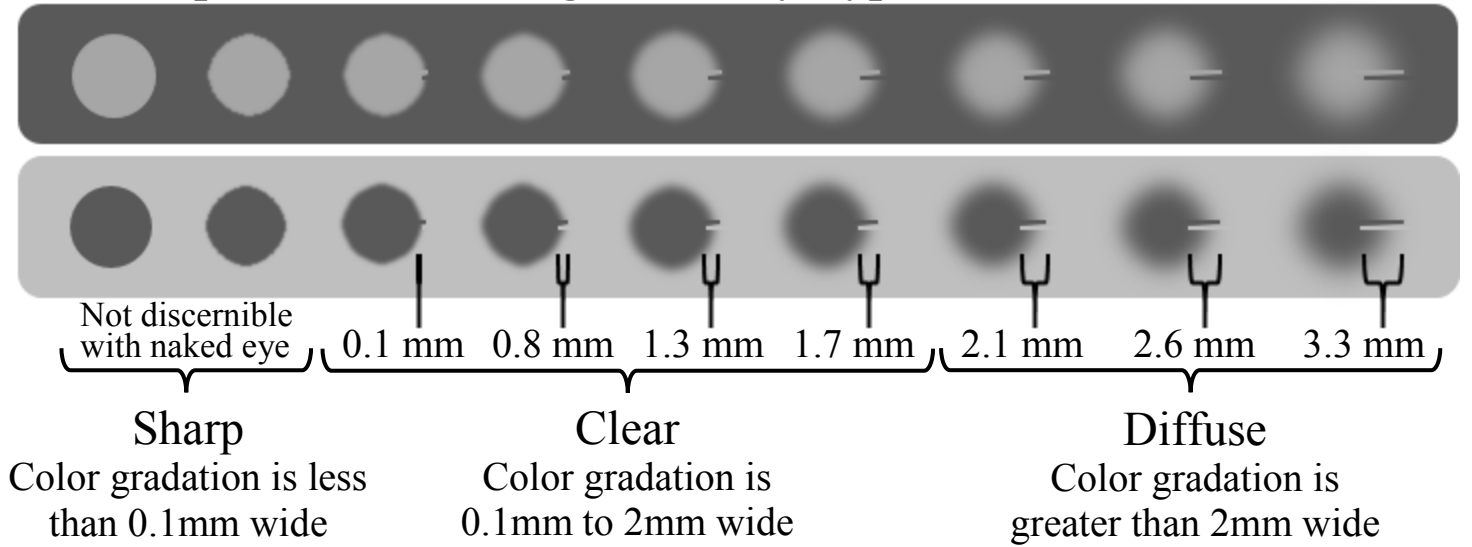 Not discernible
with naked eye
0.1 mm 0.8 mm 1.3 mm 1.7 mm 2.1 mm 2.6 mm 3.3 mm
Sharp Clear Diffuse
Color gradation is less Color gradation is Color gradation is
than 0.1mm wide 0.1mm to 2mm wide greater than 2mm wide